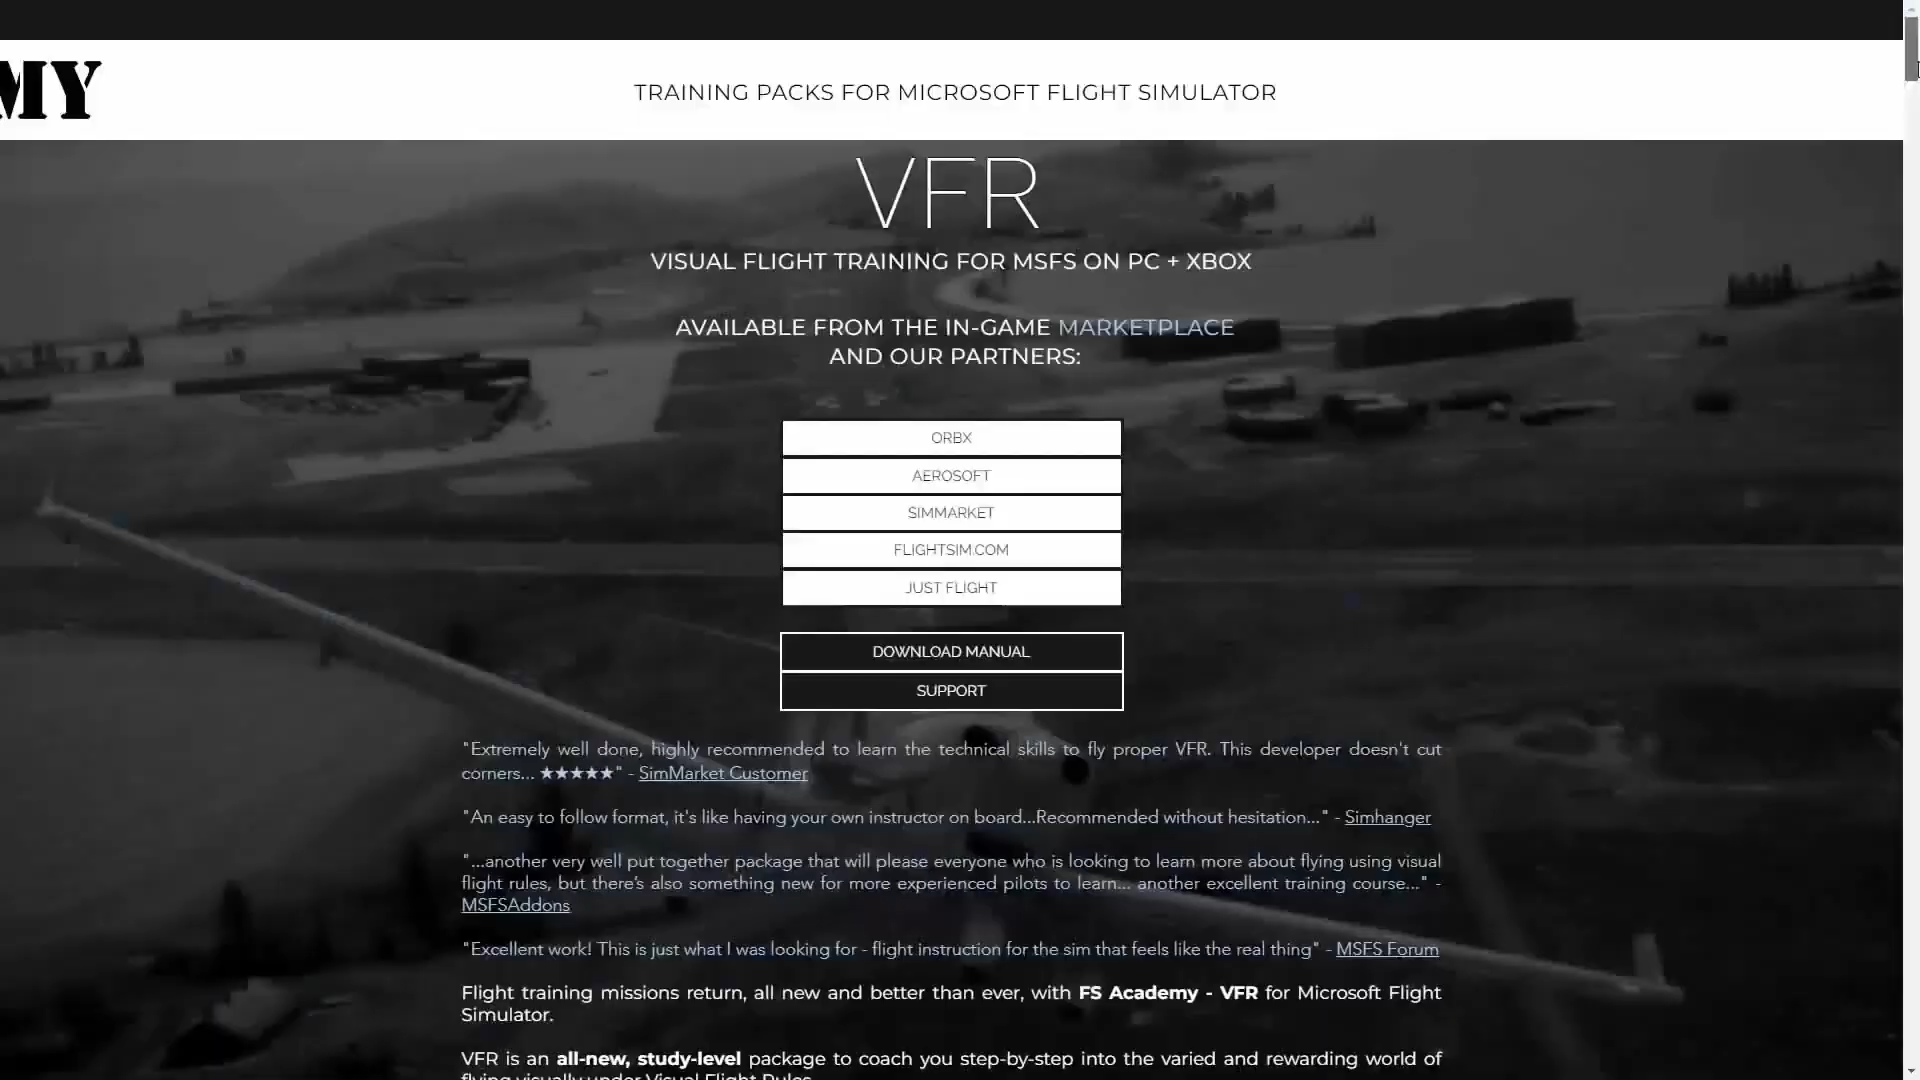 MY
TRAINING PACKS FOR MICROSOFT FLIGHT SIMULATOR
VFR
VISUAL FLIGHT TRAINING FOR MSFS ON PC + XBOX
AVAILABLE FROM THE IN-GAME MARKETPLACE
AND OUR PARTNERS:
ORBX
AEROSOFT
SIMMARKET
FLIGHTSIM.COM
JUST FLIGHT
DOWNLOAD MANUAL
SUPPORT
"Extremely well done, highly recommended to learn the technical skills to fly proper VFR. This developer doesn't cut
corners... ★★★★★" - SimMarket Customer
"An easy to follow format, it's like having your own instructor on board...Recommended without hesitation..." - Simhanger
"...another very well put together package that will please everyone who is looking to learn more about flying using visual
flight rules, but there's also something new for more experienced pilots to learn... another excellent training course..." -
MSFSAddons
"Excellent work! This is just what I was looking for - flight instruction for the sim that feels like the real thing" - MSFS Forum
Flight training missions return, all new and better than ever, with FS Academy - VFR for Microsoft Flight
Simulator.
VFR is an all-new, study-level package to coach you step-by-step into the varied and rewarding world of
flying visually under Visual Flight Rules.